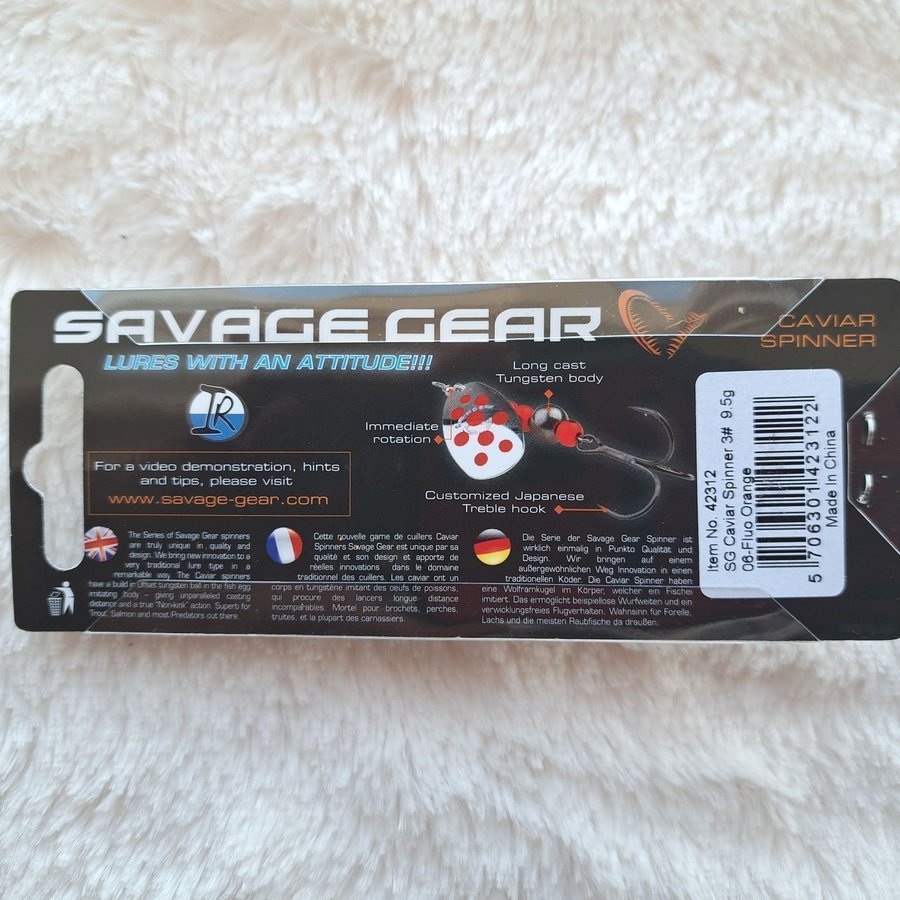 SAVAGE GEAR
LURES WITH AN ATTITUDE!!!
CAVIAR
SPINNER
Long cast
Tungsten body
Immediate
rotation
Customized Japanese
Treble hook
For a video demonstration, hints
and tips, please visit
www.savage-gear.com
The Series of Savage Gear spinners
are truly unique in quality and
design. We bring new innovation to a
very traditional lure type in a
remarkable way. The Caviar spinners
have a build in Offset tungsten ball in the fish egg
imitating body – giving unparalleled casting
distance and a true "Non-kink" action. Superb for
Trout, Salmon and most Predators out there.
Cette nouvelle game de cuillers Caviar
Spinners Savage Gear est unique par sa
qualité et son design et apporte de
réelles innovations dans le domaine
traditionnel des cuillers. Les caviar ont un
corps en tungstène imitant des oeufs de poissons,
qui procure des lancers longue distance
incomparables. Mortel pour brochets, perches,
truites, et la plupart des carnassiers.
Die Serie der Savage Gear Spinner ist
wirklich einmalig in Punkto Qualität und
Design. Wir bringen auf einem
außergewöhnlichen Weg Innovation in einen
traditionellen Köder. Die Caviar Spinner haben
eine Wolframkugel im Körper, welcher ein Fischei
imitiert. Das ermöglicht beispiellose Wurfweiten und ein
verwicklungsfreies Flugverhalten. Wahnsinn für Forelle,
Lachs und die meisten Raubfische da draußen.
Item No. 42312
SG Caviar Spinner 3# 9.5g
06-Fluo Orange
5 706301 423122
Made In China